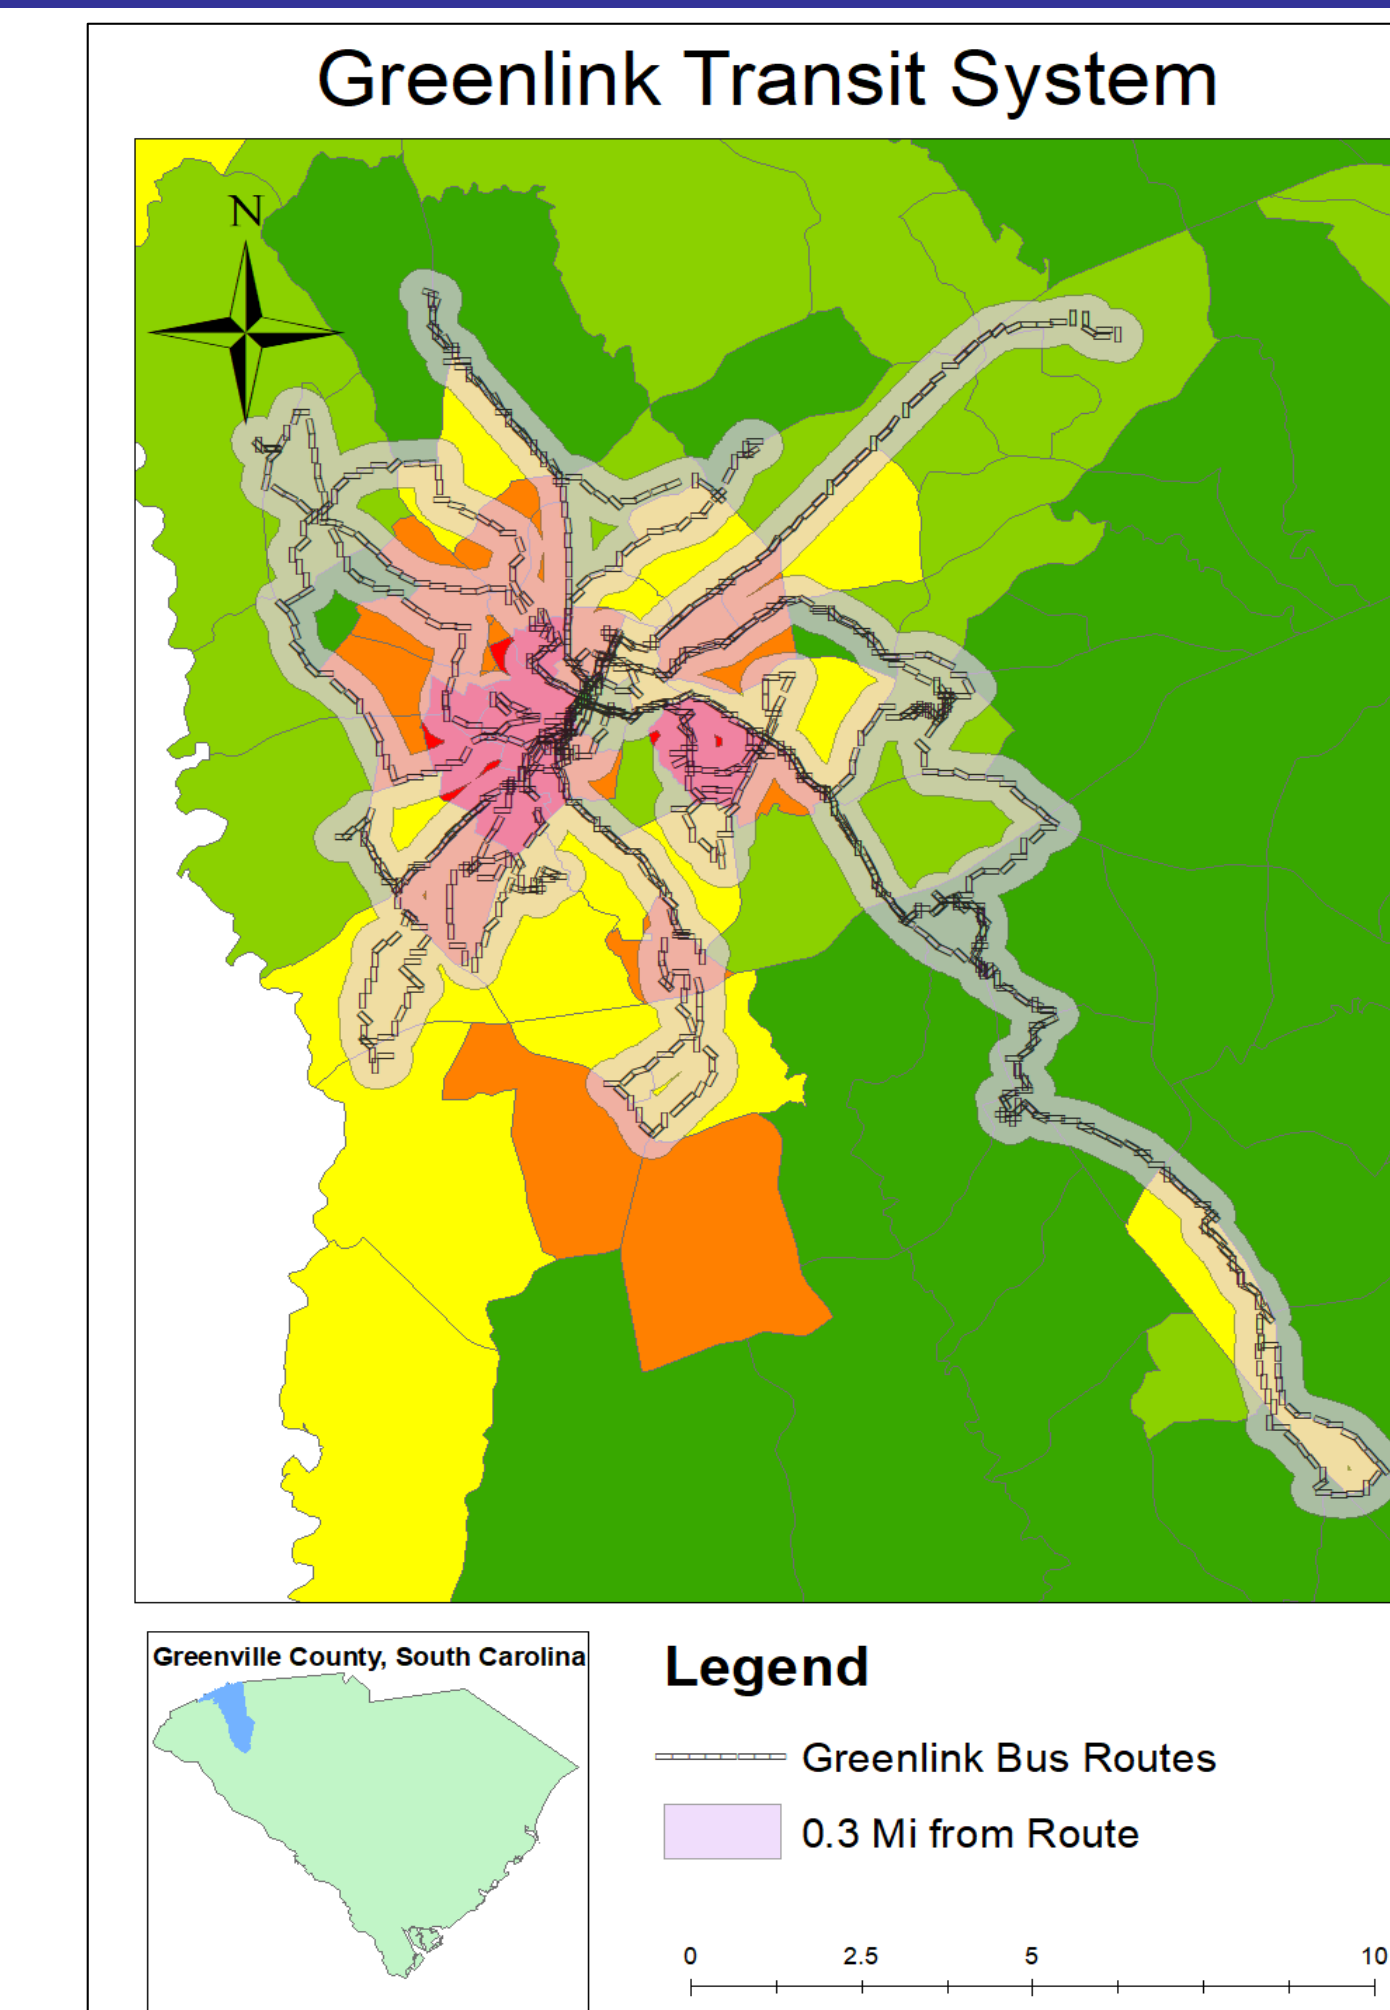 Greenlink Transit System
N
Greenville County, South Carolina
Legend
Greenlink Bus Routes
0.3 Mi from Route
0 2.5 5 10